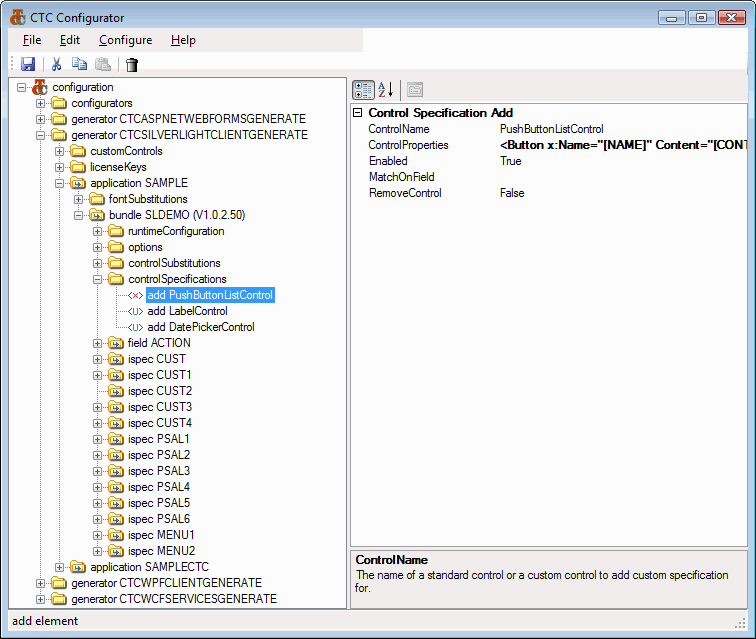 CTC Configurator
File Edit Configure Help
configuration
configurators
generator CTCASPNETWEBFORMSGENERATE
generator CTCSILVERLIGHTCLIENTGENERATE
customControls
licenseKeys
application SAMPLE
fontSubstitutions
bundle SLDEMO (V1.0.2.50)
runtimeConfiguration
options
controlSubstitutions
controlSpecifications
<x> add PushButtonListControl
<U> add LabelControl
<U> add DatePickerControl
field ACTION
ispec CUST
ispec CUST1
ispec CUST2
ispec CUST3
ispec CUST4
ispec PSAL1
ispec PSAL2
ispec PSAL3
ispec PSAL4
ispec PSAL5
ispec PSAL6
ispec MENU1
ispec MENU2
application SAMPLECTC
generator CTCWPFCLIENTGENERATE
generator CTCWCFSERVICESGENERATE
A
Z
Control Specification Add
ControlName PushButtonListControl
ControlProperties <Button x:Name="[NAME]" Content="[CONT
Enabled True
MatchOnField
RemoveControl False
ControlName
The name of a standard control or a custom control to add custom specification
for.
add element